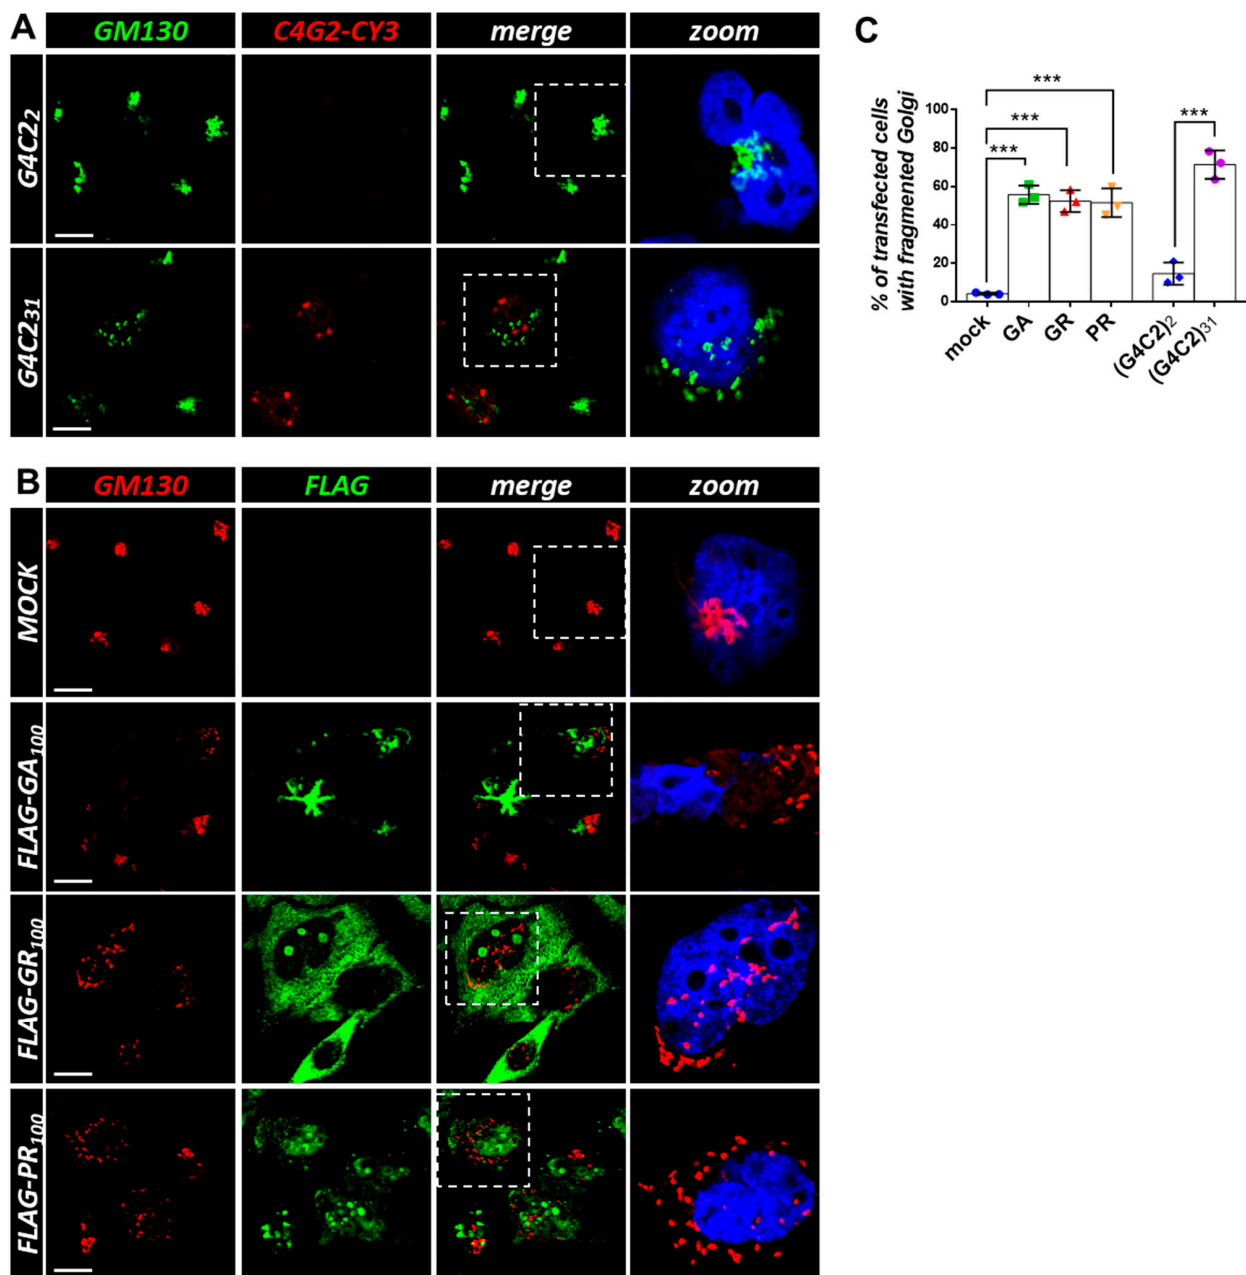 A
GM130 C4G2-CY3 merge zoom
G4C2₂
G4C2₃₁
B
GM130 FLAG merge zoom
MOCK
FLAG-GA₁₀₀
FLAG-GR₁₀₀
FLAG-PR₁₀₀
C
% of transfected cells
with fragmented Golgi
100
80
60
40
20
0
***
***
***
***
mock GA GR PR (G4C2)₂ (G4C2)₃₁